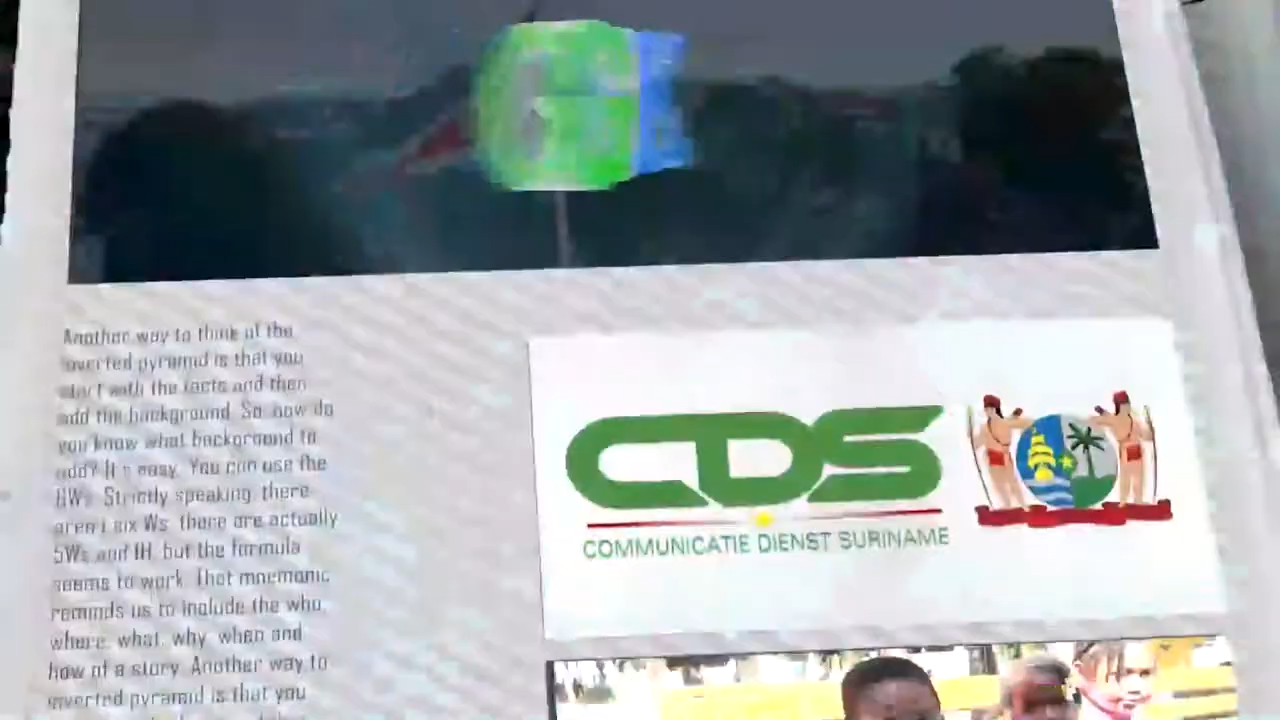 Another way to think of the
inverted pyramid is that you
start with the facts and then
add the background. So, how do
you know what background to
add? It's easy. You can use the
6Ws. Strictly speaking, there
aren't six Ws, there are actually
5Ws and 1H, but the formula
seems to work. That mnemonic
reminds us to include the who,
where, what, why, when and
how of a story. Another way to
inverted pyramid is that you
CDS
COMMUNICATIE DIENST SURINAME